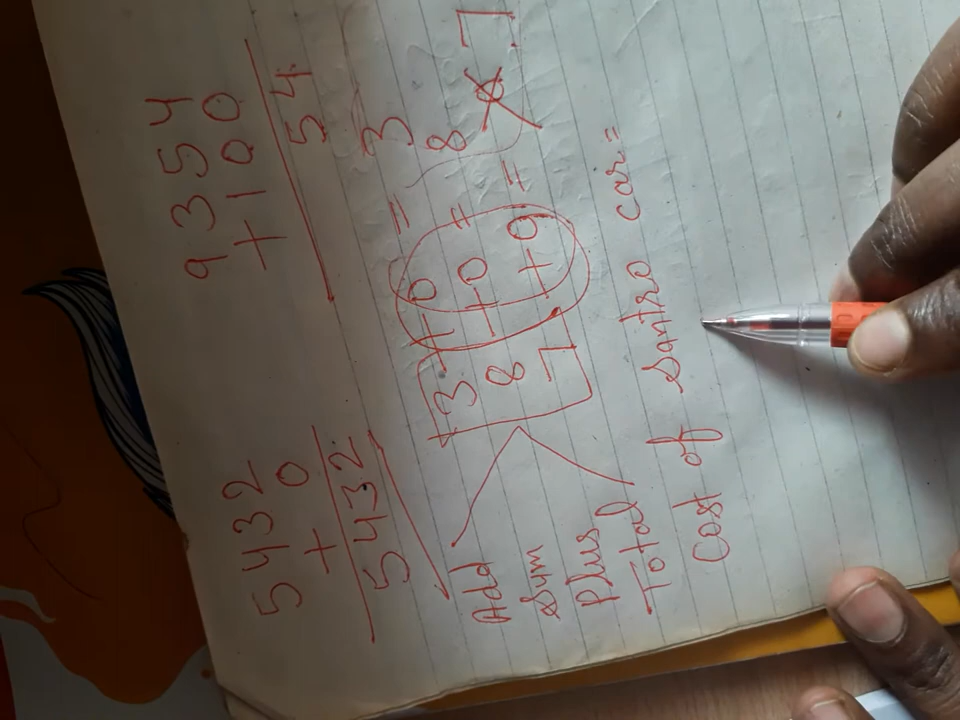 5432 9354
+ 0 + 100
5432 54
3 + 0 = 3
8 + 0 = 8
7 + 0 = 7
Add
Sum
Plus
Total
Cost of Santro car =